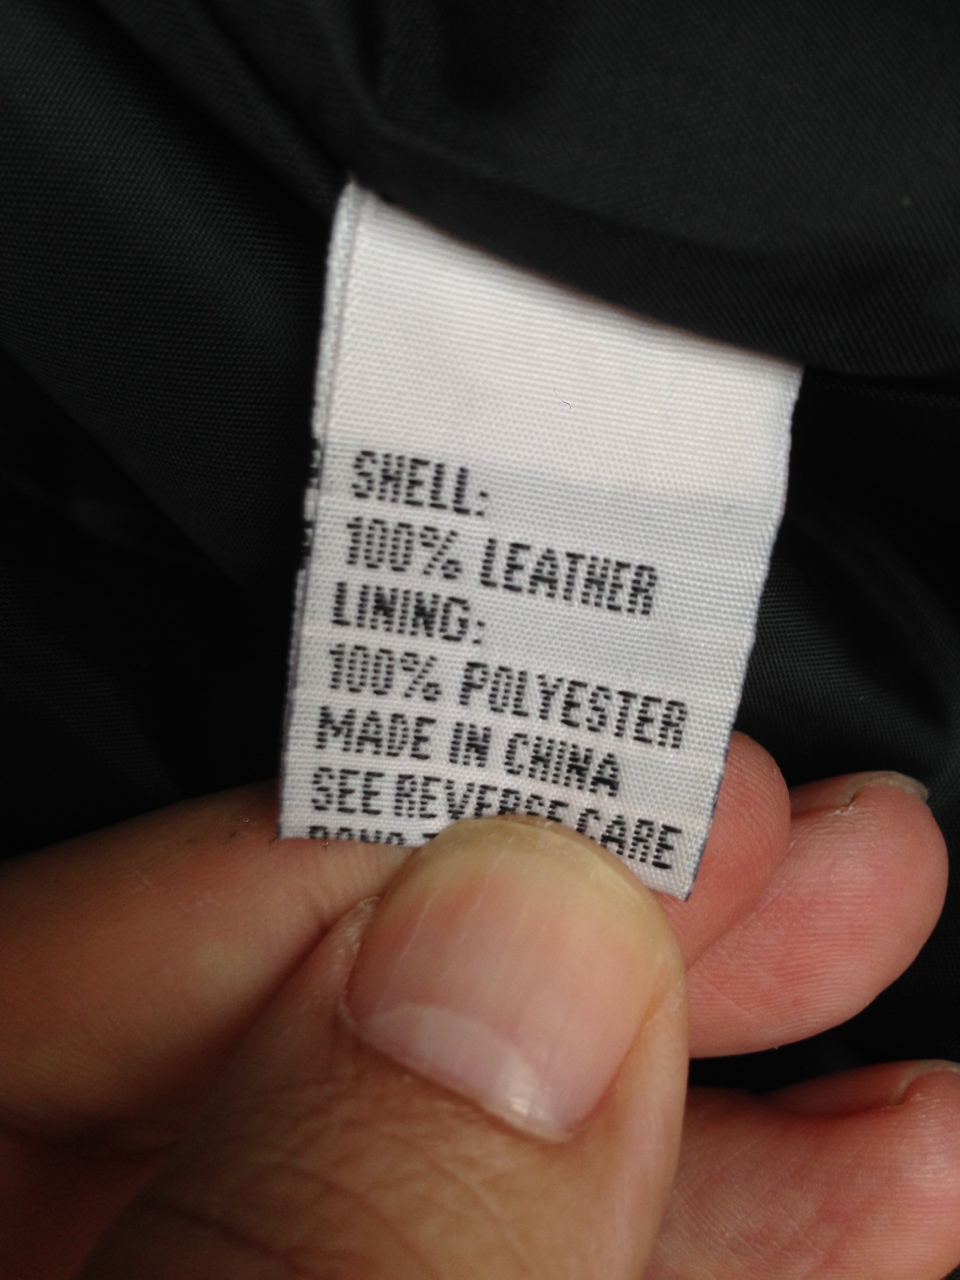 SHELL:
100% LEATHER
LINING:
100% POLYESTER
MADE IN CHINA
SEE REVERSE CARE